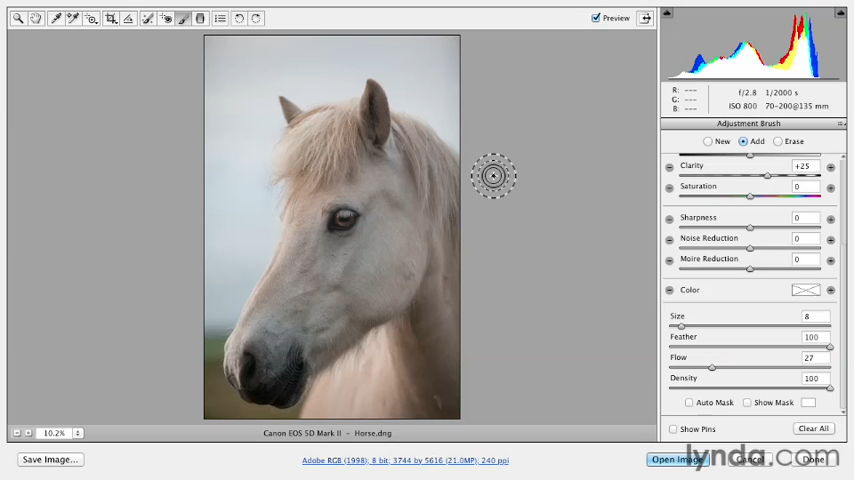 Preview
R: ---
G: ---
B: ---
f/2.8 1/2000 s
ISO 800 70-200@135 mm
Adjustment Brush
New Add Erase
Clarity +25
Saturation 0
Sharpness 0
Noise Reduction 0
Moire Reduction 0
Color
Size 8
Feather 100
Flow 27
Density 100
Auto Mask Show Mask
Show Pins Clear All
10.2% Canon EOS 5D Mark II - Horse.dng
Save Image... Adobe RGB (1998); 8 bit; 3744 by 5616 (21.0MP); 240 ppi Open Image Cancel Done
lynda.com